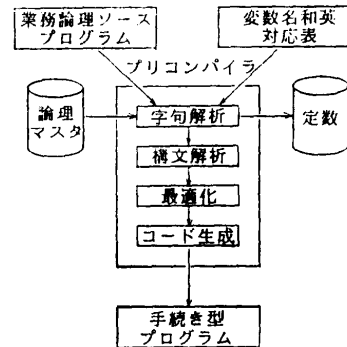 業務論理ソース
プログラム
変数名和英
対応表
プリコンパイラ
論理
マスタ
字句解析
定数
構文解析
最適化
コード生成
手続き型
プログラム